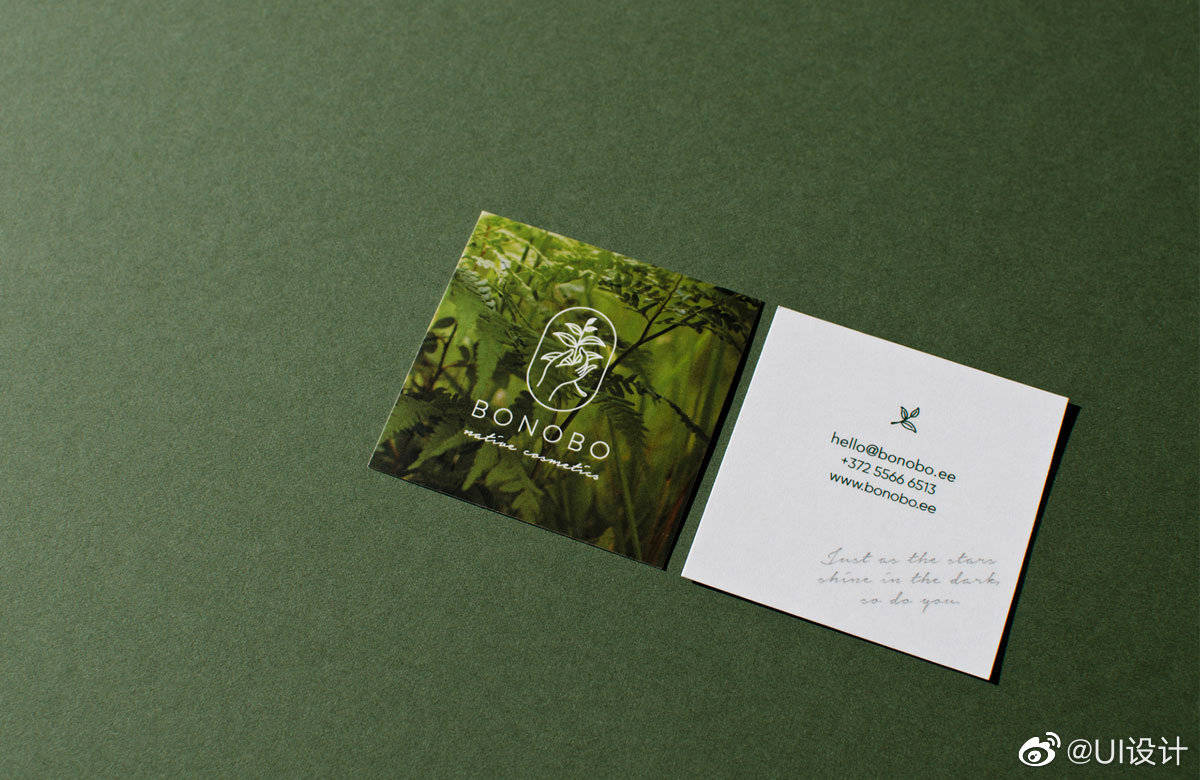 BONOBO
native cosmetics
hello@bonobo.ee
+372 5566 6513
www.bonobo.ee
Just as the stars
shine in the dark,
so do you.
@UI设计